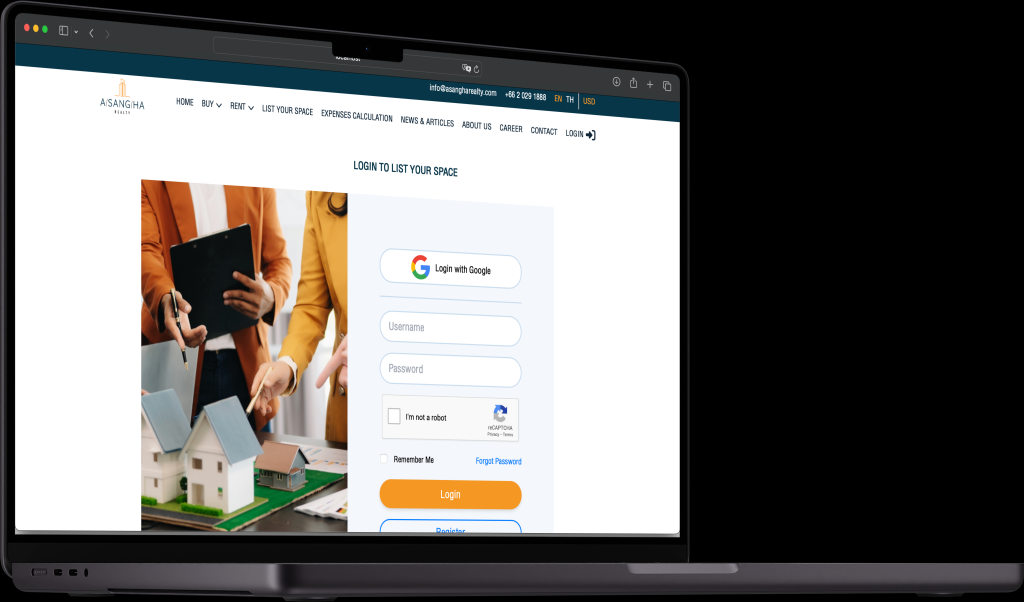 info@asangharealty.com +66 2 029 1888 EN TH USD
A/SANG/HA
REALTY
HOME BUY RENT LIST YOUR SPACE EXPENSES CALCULATION NEWS & ARTICLES ABOUT US CAREER CONTACT LOGIN
LOGIN TO LIST YOUR SPACE
Login with Google
Username
Password
I'm not a robot
reCAPTCHA
Privacy - Terms
Remember Me Forgot Password
Login
Register